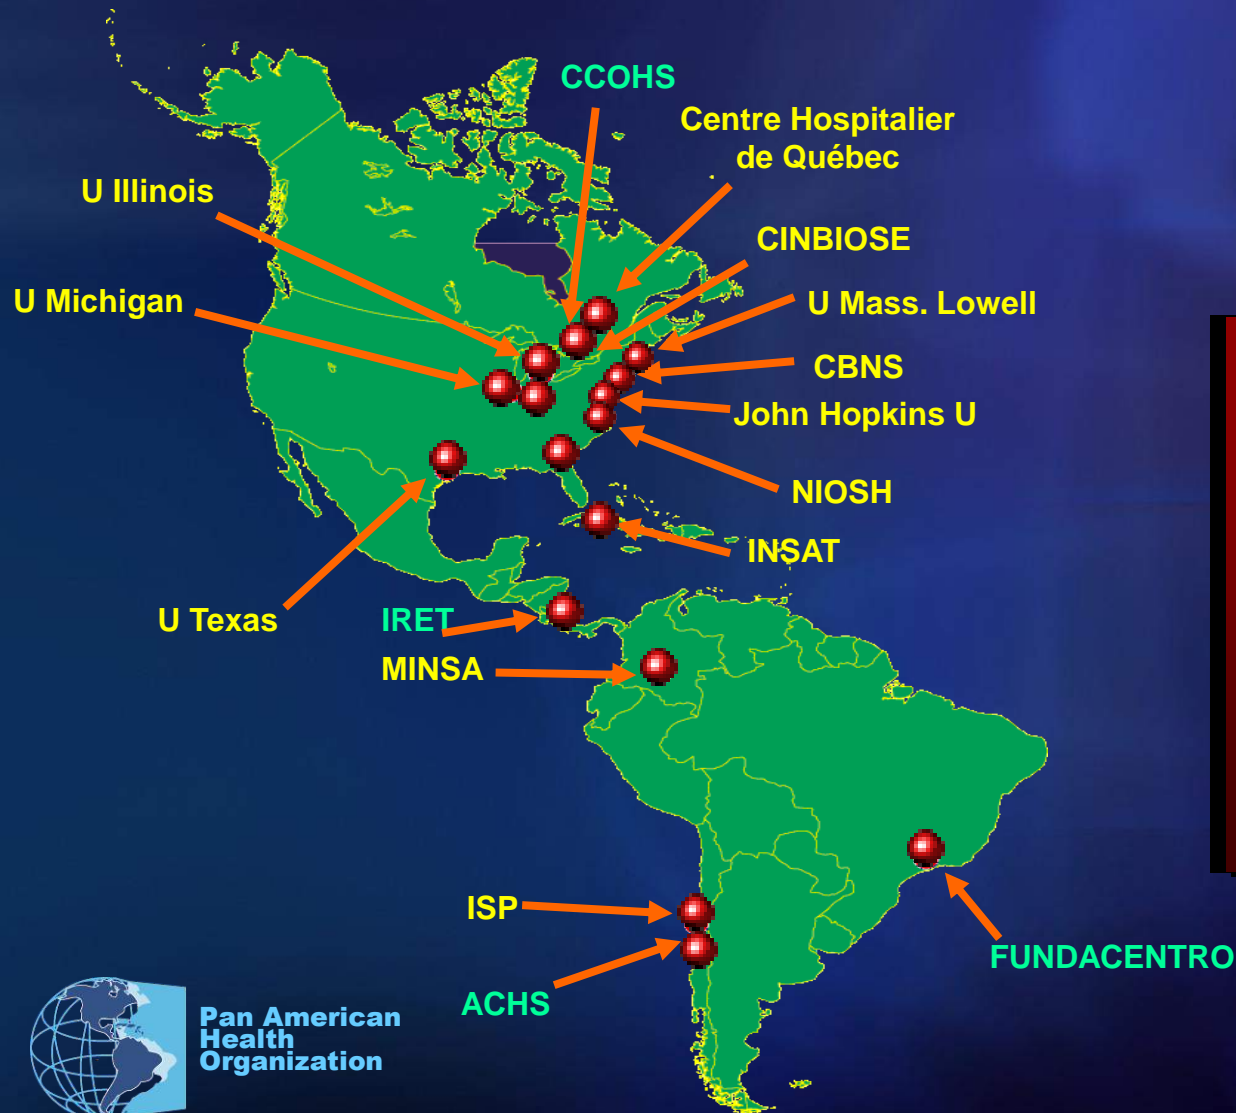 CCOHS
Centre Hospitalier
de Québec
U Illinois
CINBIOSE
U Michigan
U Mass. Lowell
CBNS
John Hopkins U
NIOSH
INSAT
U Texas
IRET
MINSA
ISP
FUNDACENTRO
ACHS
Pan American
Health
Organization